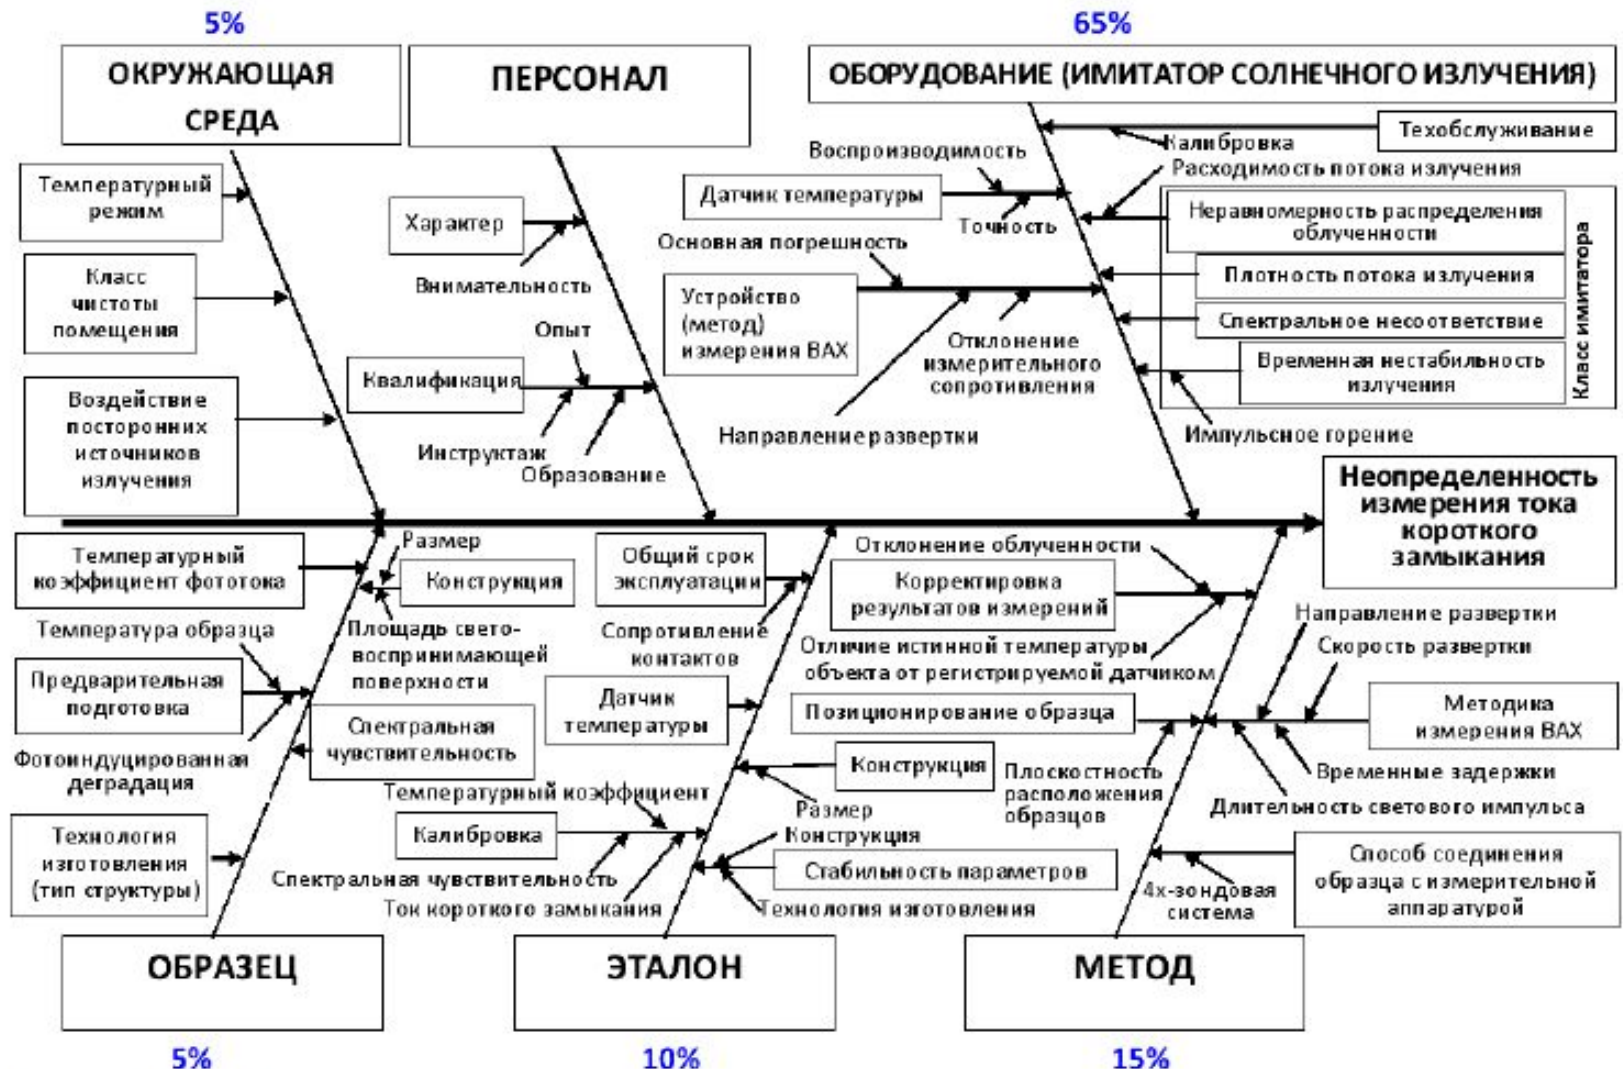 5%
65%
ОКРУЖАЮЩАЯ
СРЕДА
ПЕРСОНАЛ
ОБОРУДОВАНИЕ (ИМИТАТОР СОЛНЕЧНОГО ИЗЛУЧЕНИЯ)
Температурный
режим
Класс
чистоты
помещения
Воздействие
посторонних
источников
излучения
Характер
Внимательность
Опыт
Квалификация
Инструктаж
Образование
Техобслуживание
Калибровка
Воспроизводимость
Датчик температуры
Точность
Расходимость потока излучения
Неравномерность распределения
облученности
Плотность потока излучения
Спектральное несоответствие
Временная нестабильность
излучения
Класс имитатора
Импульсное горение
Основная погрешность
Устройство
(метод)
измерения ВАХ
Отклонение
измерительного
сопротивления
Направление развертки
Неопределенность
измерения тока
короткого
замыкания
Температурный
коэффициент фототока
Размер
Конструкция
Площадь свето-
воспринимающей
поверхности
Температура образца
Предварительная
подготовка
Фотоиндуцированная
деградация
Спектральная
чувствительность
Технология
изготовления
(тип структуры)
Общий срок
эксплуатации
Сопротивление
контактов
Датчик
температуры
Конструкция
Размер
Температурный коэффициент
Калибровка
Спектральная чувствительность
Ток короткого замыкания
Конструкция
Стабильность параметров
Технология изготовления
Отклонение облученности
Корректировка
результатов измерений
Отличие истинной температуры
объекта от регистрируемой датчиком
Позиционирование образца
Плоскостность
расположения
образцов
Направление развертки
Скорость развертки
Методика
измерения ВАХ
Временные задержки
Длительность светового импульса
Способ соединения
образца с измерительной
аппаратурой
4х-зондовая
система
ОБРАЗЕЦ
ЭТАЛОН
МЕТОД
5%
10%
15%